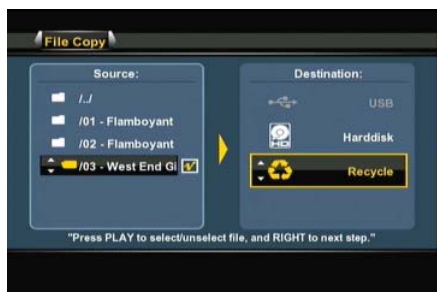 File Copy
Source:
Destination:
/../
/01 - Flamboyant
/02 - Flamboyant
/03 - West End Gi
USB
HD
Harddisk
Recycle
"Press PLAY to select/unselect file, and RIGHT to next step."